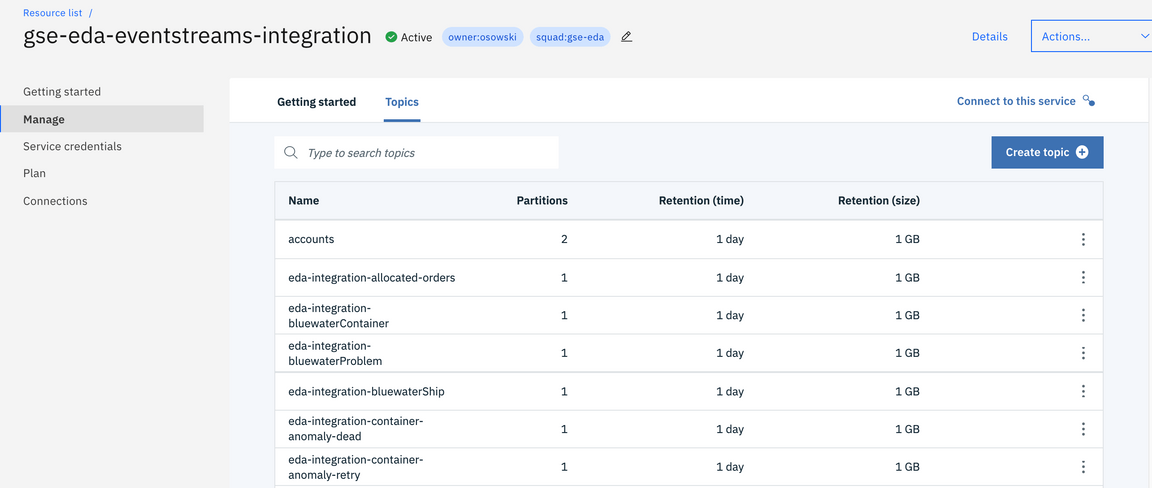 Resource list /
gse-eda-eventstreams-integration Active owner:osowski squad:gse-eda Details Actions...
Getting started
Manage
Service credentials
Plan
Connections
Getting started Topics Connect to this service
Type to search topics Create topic
Name Partitions Retention (time) Retention (size)
accounts 2 1 day 1 GB
eda-integration-allocated-orders 1 1 day 1 GB
eda-integration-
bluewaterContainer 1 1 day 1 GB
eda-integration-
bluewaterProblem 1 1 day 1 GB
eda-integration-bluewaterShip 1 1 day 1 GB
eda-integration-container-
anomaly-dead 1 1 day 1 GB
eda-integration-container-
anomaly-retry 1 1 day 1 GB